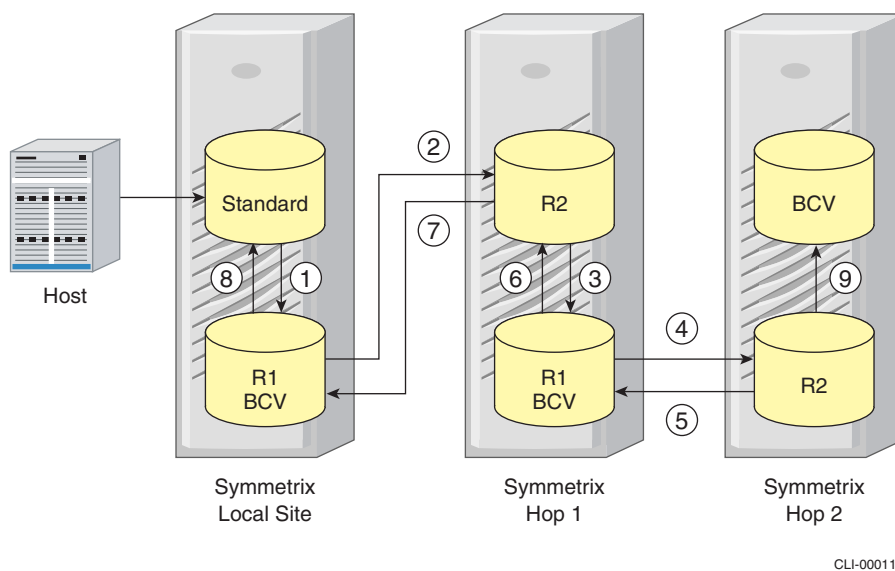 ②
Standard
R2
BCV
⑦
⑧
①
⑥
③
⑨
Host
④
R1
BCV
R1
BCV
R2
⑤
Symmetrix
Local Site
Symmetrix
Hop 1
Symmetrix
Hop 2
CLI-00011